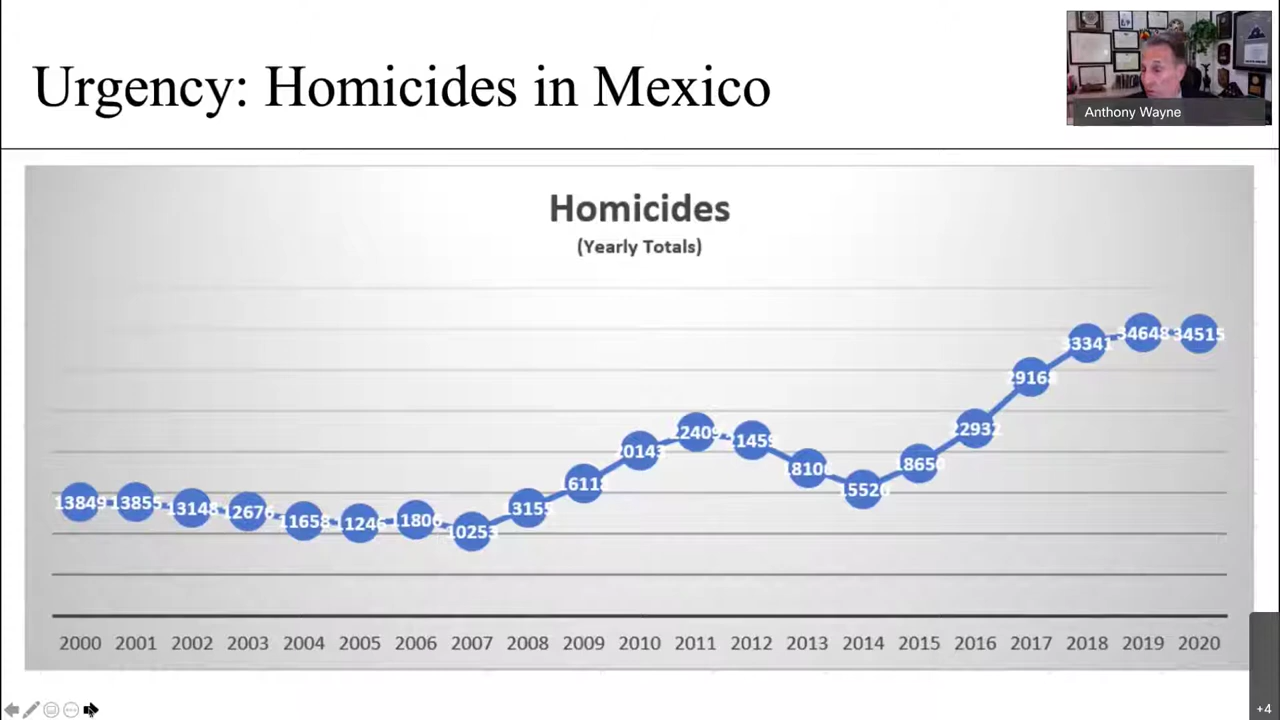 Urgency: Homicides in Mexico
Anthony Wayne
Homicides
(Yearly Totals)
13849 13855 13148 12676 11658 11246 11806 10253 13155 16118 20143 22409 21459 18106 15520 18650 22932 29168 33341 34648 34515
2000 2001 2002 2003 2004 2005 2006 2007 2008 2009 2010 2011 2012 2013 2014 2015 2016 2017 2018 2019 2020
+4